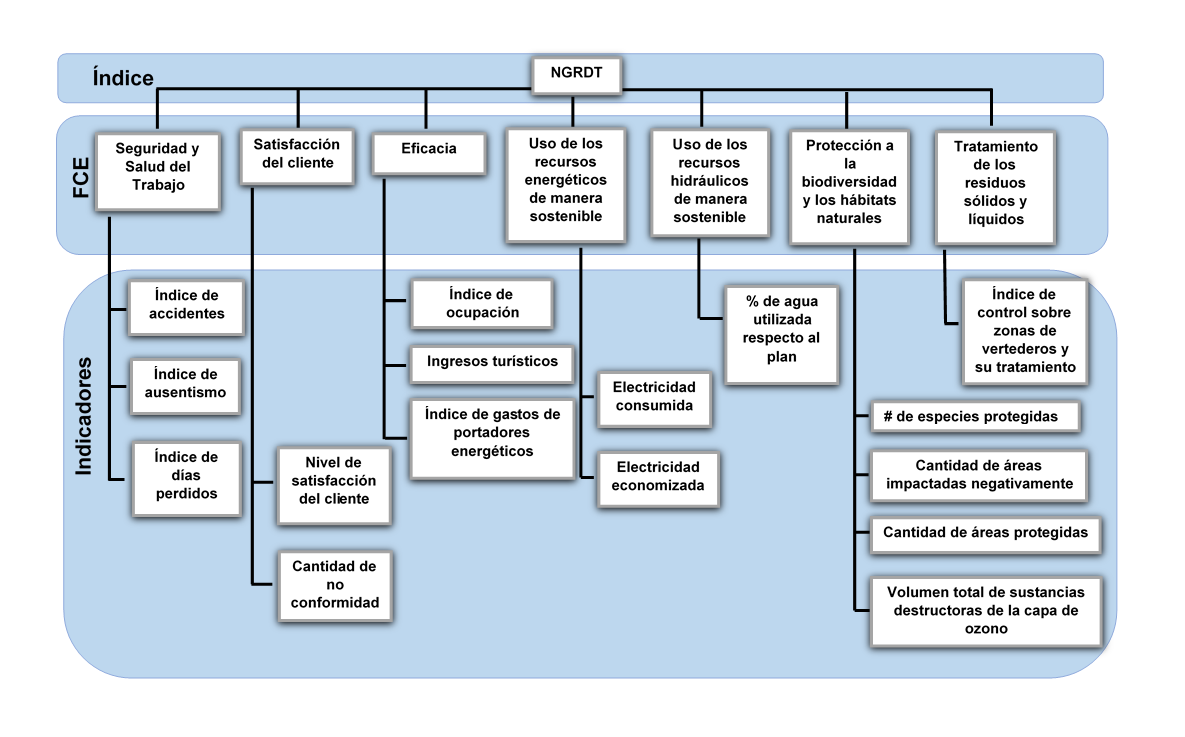 Índice
NGRDT
FCE
Seguridad y
Salud del
Trabajo
Satisfacción
del cliente
Eficacia
Uso de los
recursos
energéticos
de manera
sostenible
Uso de los
recursos
hidráulicos
de manera
sostenible
Protección a
la
biodiversidad
y los hábitats
naturales
Tratamiento
de los
residuos
sólidos y
líquidos
Indicadores
Índice de
accidentes
Índice de
ausentismo
Índice de
días
perdidos
Nivel de
satisfacción
del cliente
Cantidad de
no
conformidad
Índice de
ocupación
Ingresos turísticos
Índice de gastos de
portadores
energéticos
Electricidad
consumida
Electricidad
economizada
% de agua
utilizada
respecto al
plan
# de especies protegidas
Cantidad de áreas
impactadas negativamente
Cantidad de áreas protegidas
Volumen total de sustancias
destructoras de la capa de
ozono
Índice de
control sobre
zonas de
vertederos y
su tratamiento